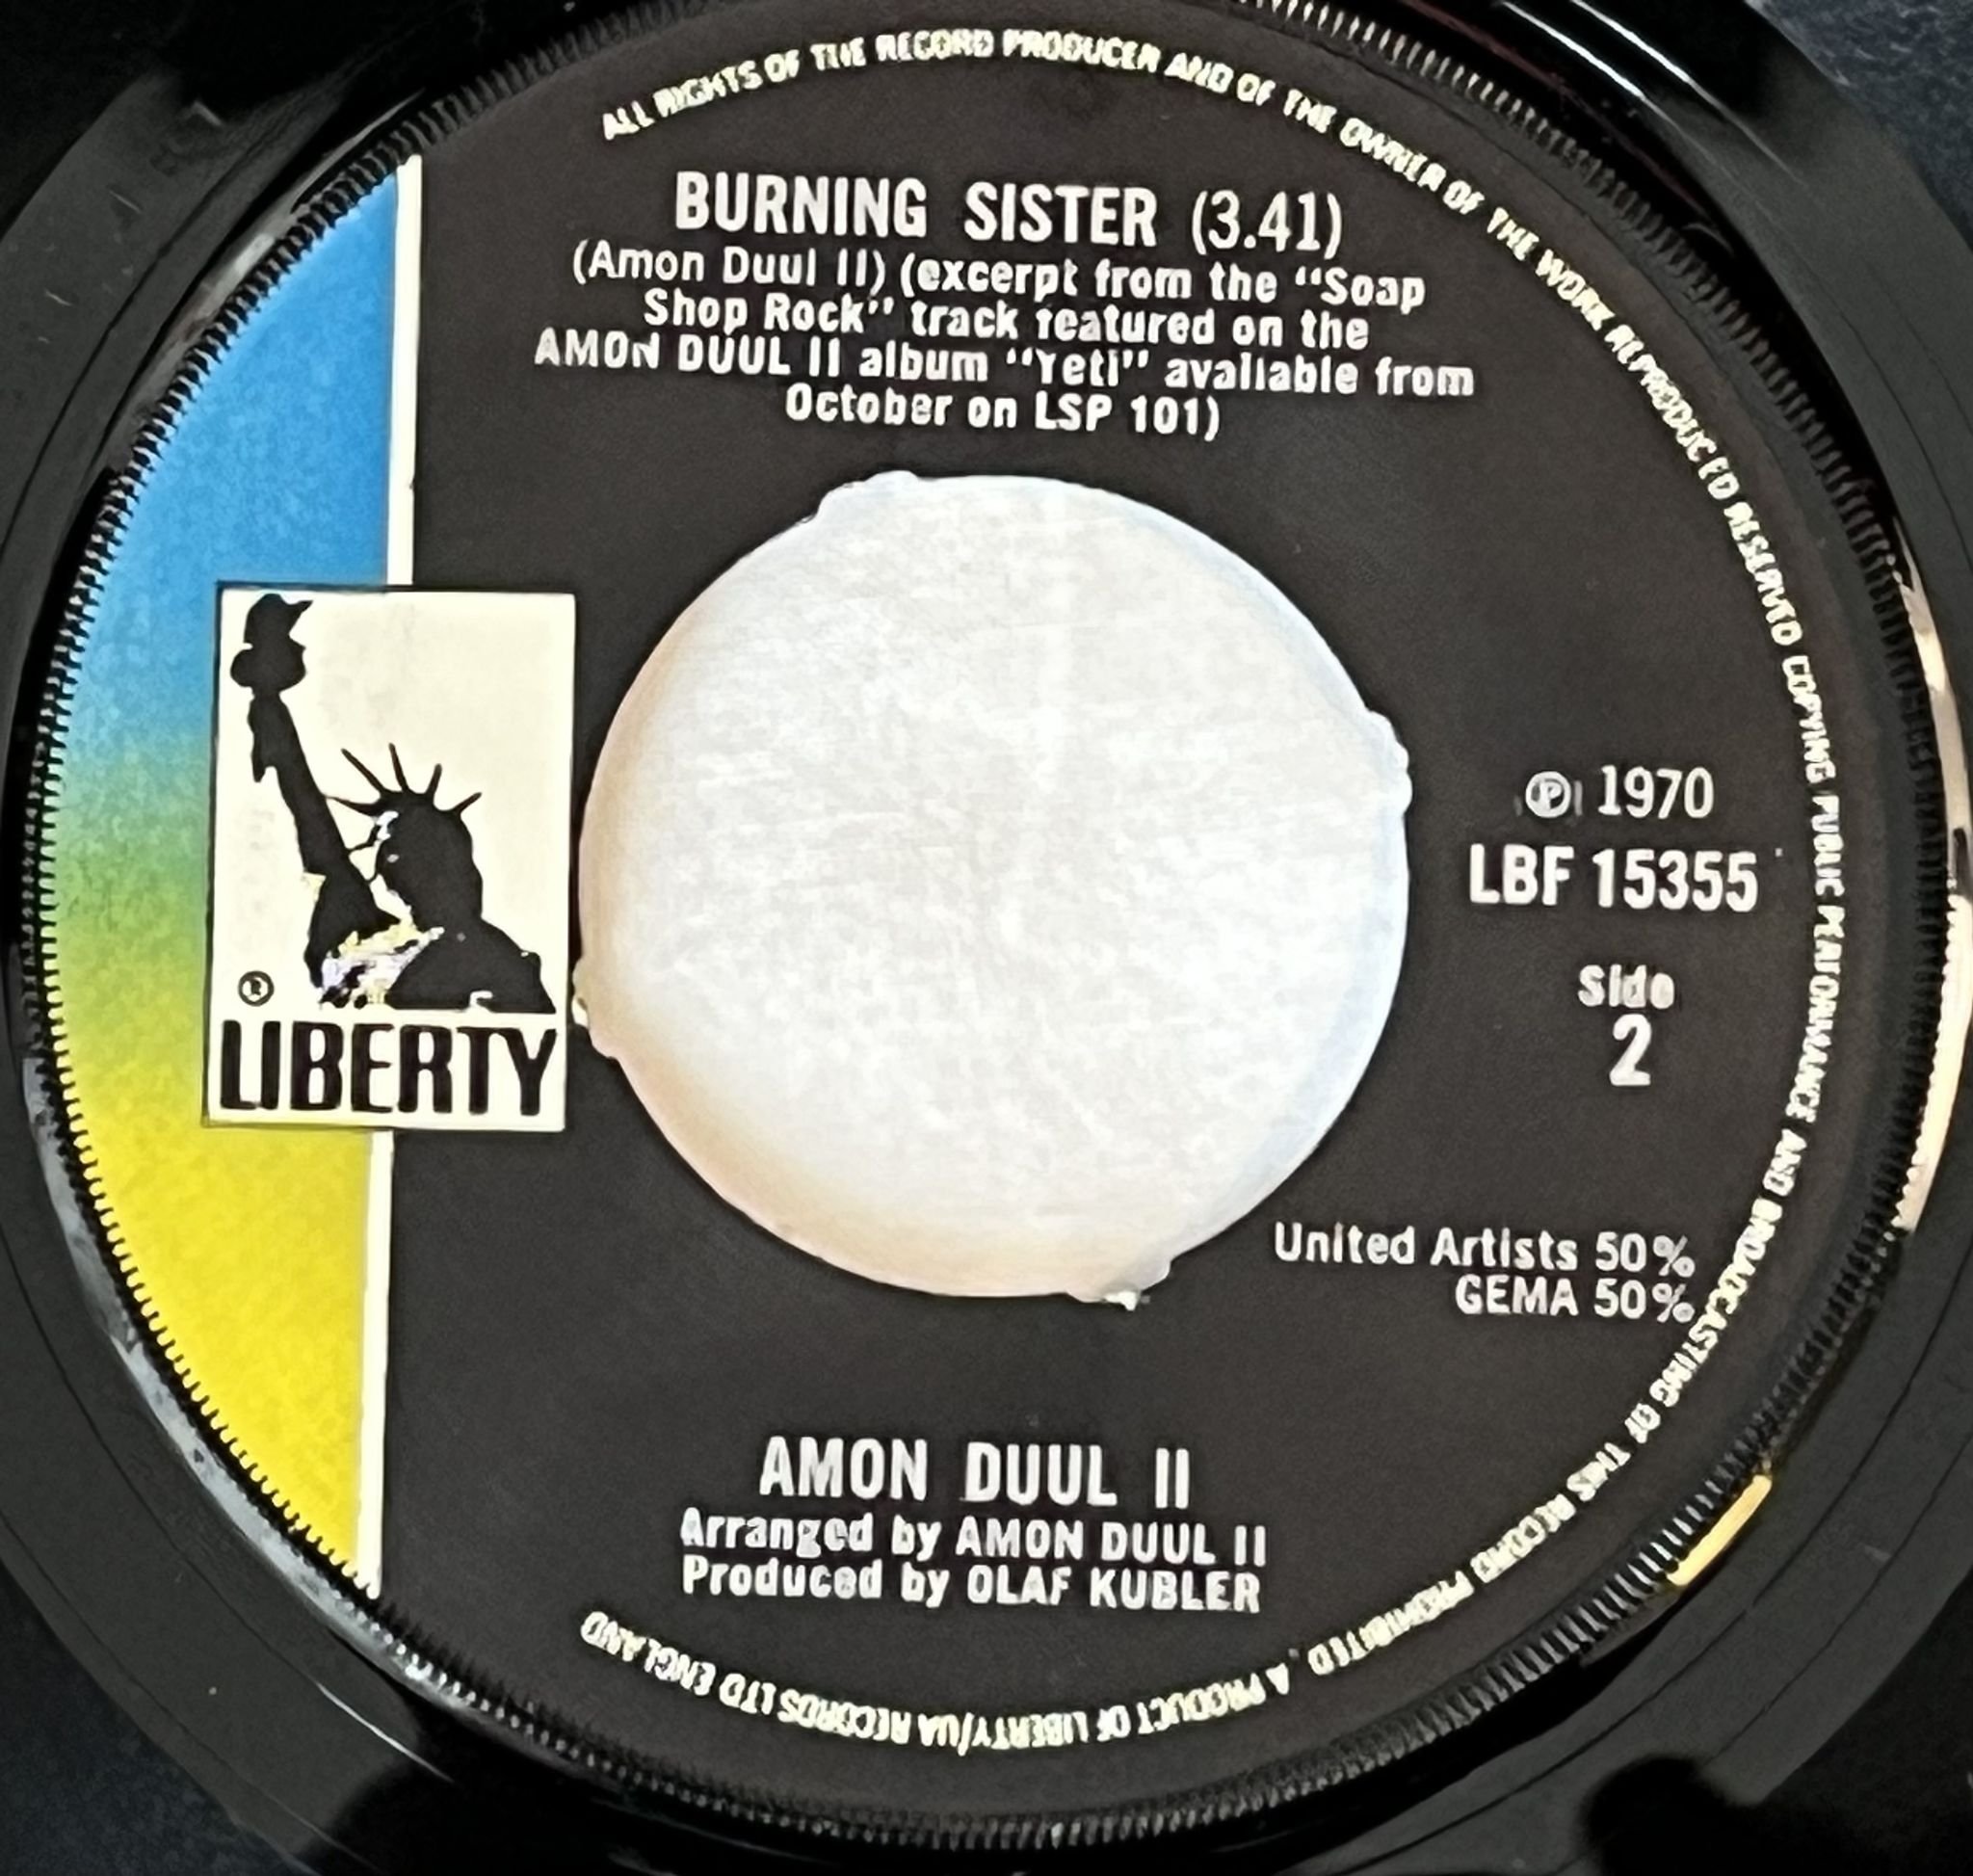 ALL RIGHTS OF THE RECORD PRODUCER AND OF THE OWNER OF THE WORK REPRODUCED RESERVED COPYING PUBLIC PERFORMANCE AND BROADCASTING OF THIS RECORD PROHIBITED. A PRODUCT OF LIBERTY/UA RECORDS LTD ENGLAND
BURNING SISTER (3.41)
(Amon Duul II) (excerpt from the "Soap
Shop Rock" track featured on the
AMON DUUL II album "Yeti" available from
October on LSP 101)
®
LIBERTY
℗ 1970
LBF 15355
Side
2
United Artists 50%
GEMA 50%
AMON DUUL II
Arranged by AMON DUUL II
Produced by OLAF KUBLER